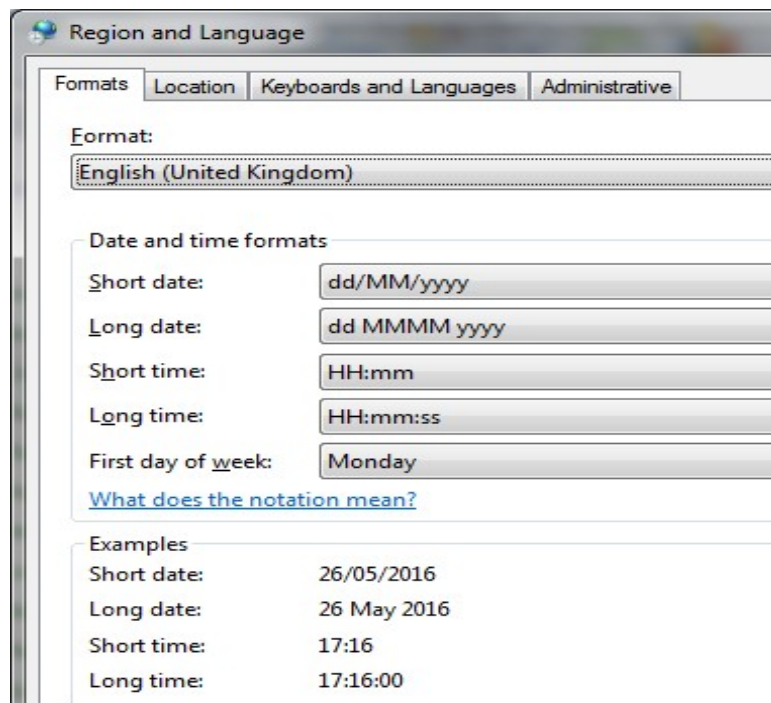 Region and Language
Formats Location Keyboards and Languages Administrative
Format:
English (United Kingdom)
Date and time formats
Short date: dd/MM/yyyy
Long date: dd MMMM yyyy
Short time: HH:mm
Long time: HH:mm:ss
First day of week: Monday
What does the notation mean?
Examples
Short date: 26/05/2016
Long date: 26 May 2016
Short time: 17:16
Long time: 17:16:00